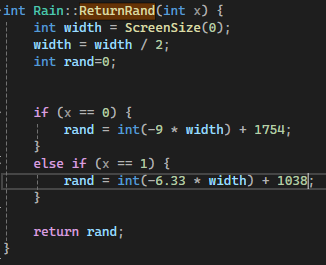 int Rain::ReturnRand(int x) {
int width = ScreenSize(0);
width = width / 2;
int rand=0;
if (x == 0) {
rand = int(-9 * width) + 1754;
}
else if (x == 1) {
rand = int(-6.33 * width) + 1038;
}
return rand;
}